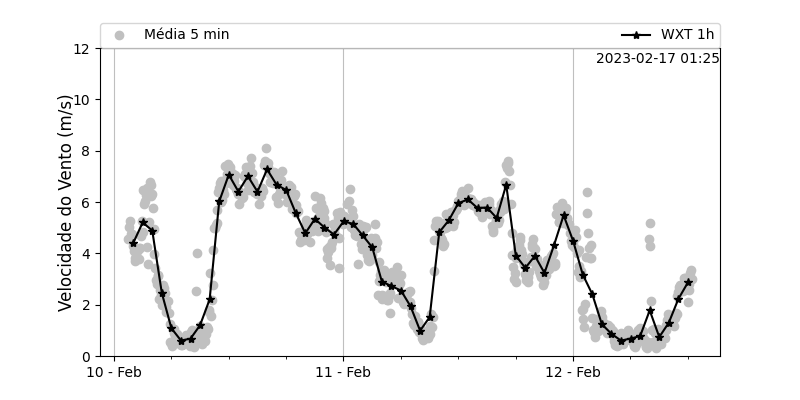 Média 5 min
WXT 1h
2023-02-17 01:25
Velocidade do Vento (m/s)
12
10
8
6
4
2
0
10 - Feb
11 - Feb
12 - Feb